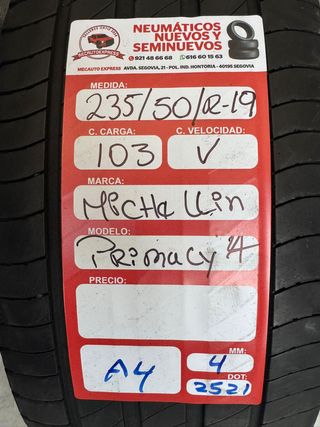 NEUMÁTICOS
NUEVOS Y
SEMINUEVOS
MECAUTO EXPRESS
921 48 66 68 616 60 15 63
MECAUTO EXPRESS AVDA. SEGOVIA, 21 - POL. IND. HONTORIA - 40195 SEGOVIA
MEDIDA:
235/50/R-19
C. CARGA: C. VELOCIDAD:
103 V
MARCA:
MicHellin
MODELO:
PRiMacy 4
PRECIO:
MM:
A4 4
DOT:
2521